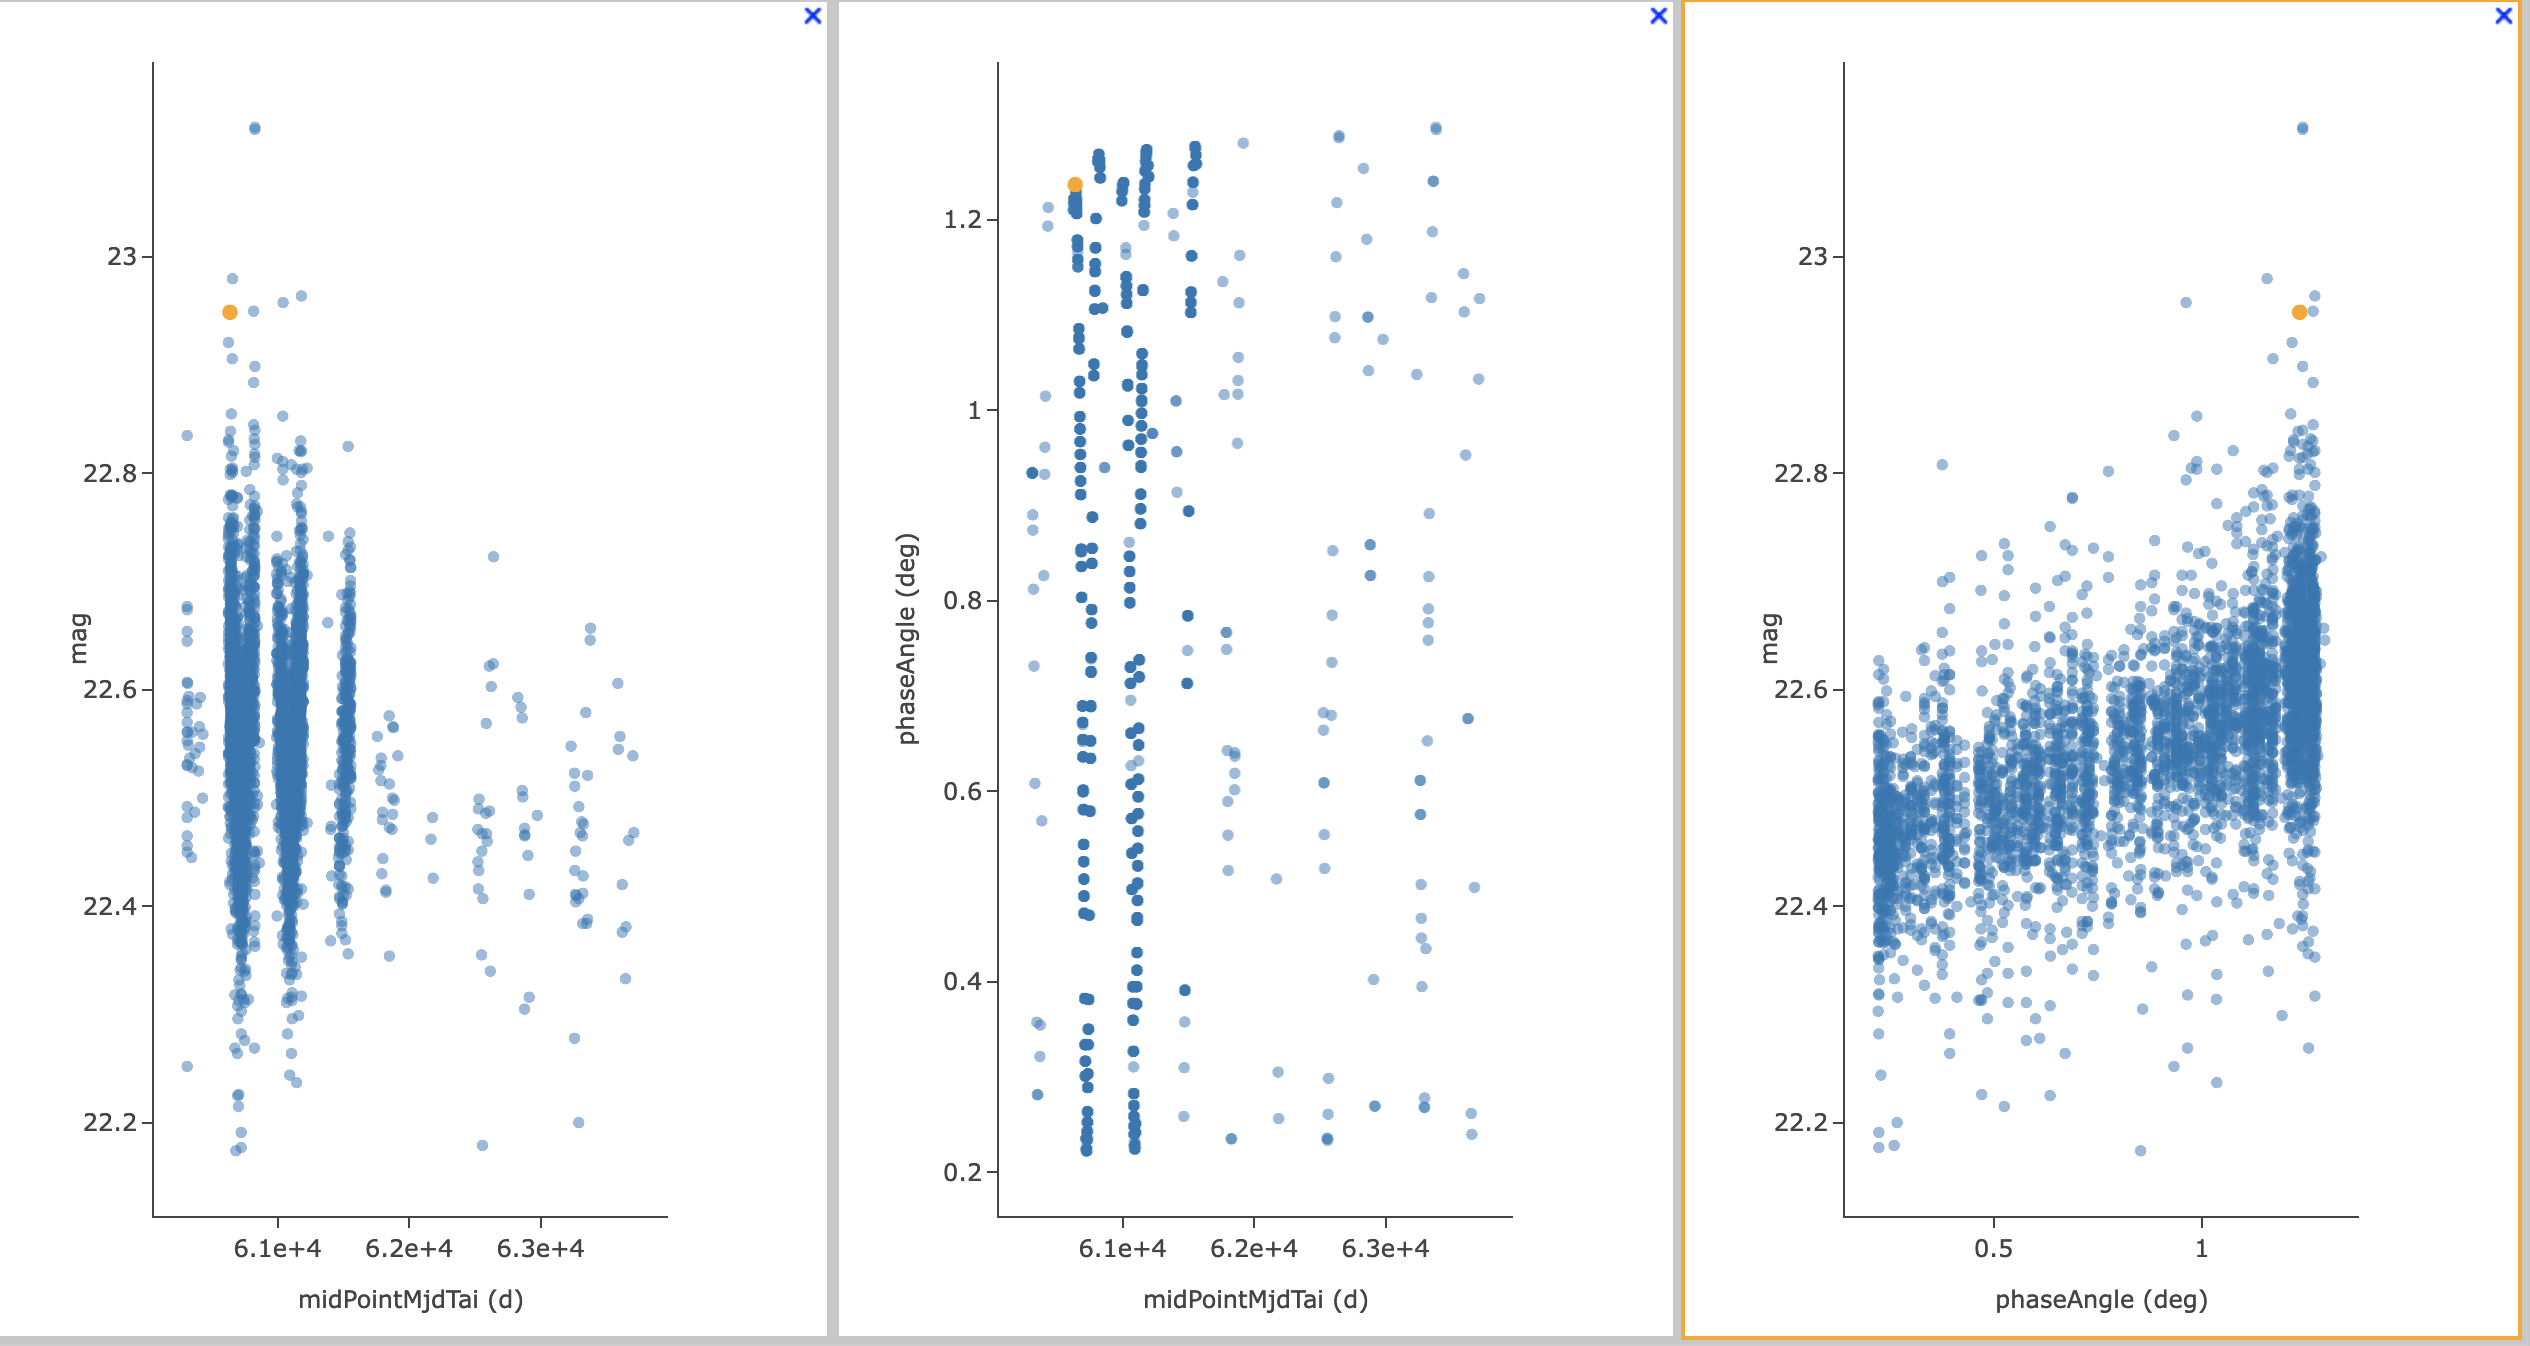 23
22.8
22.6
22.4
22.2
mag
6.1e+4 6.2e+4 6.3e+4
midPointMjdTai (d)
1.2
1
0.8
0.6
0.4
0.2
phaseAngle (deg)
6.1e+4 6.2e+4 6.3e+4
midPointMjdTai (d)
23
22.8
22.6
22.4
22.2
mag
0.5 1
phaseAngle (deg)